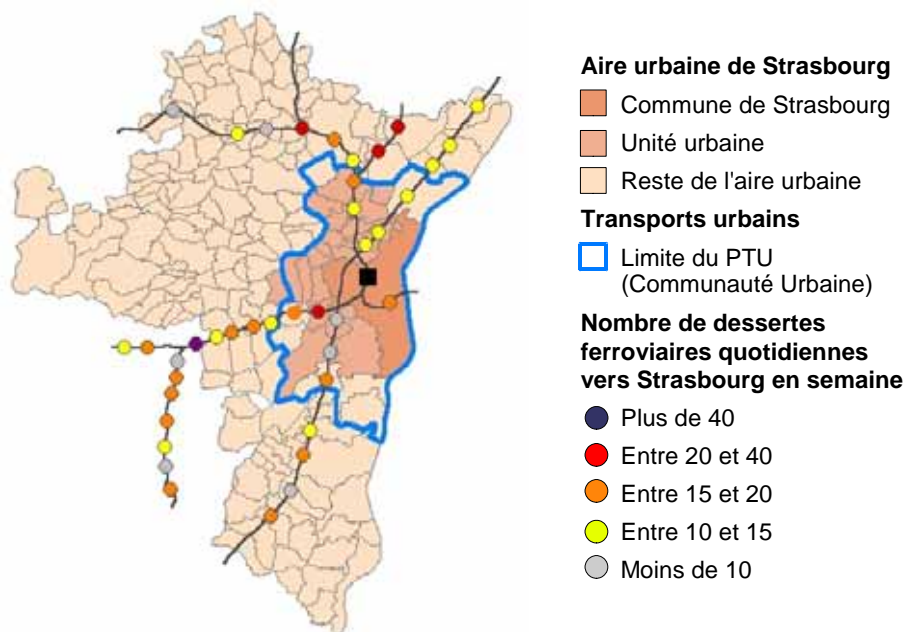 Aire urbaine de Strasbourg
Commune de Strasbourg
Unité urbaine
Reste de l'aire urbaine
Transports urbains
Limite du PTU
(Communauté Urbaine)
Nombre de dessertes
ferroviaires quotidiennes
vers Strasbourg en semaine
Plus de 40
Entre 20 et 40
Entre 15 et 20
Entre 10 et 15
Moins de 10